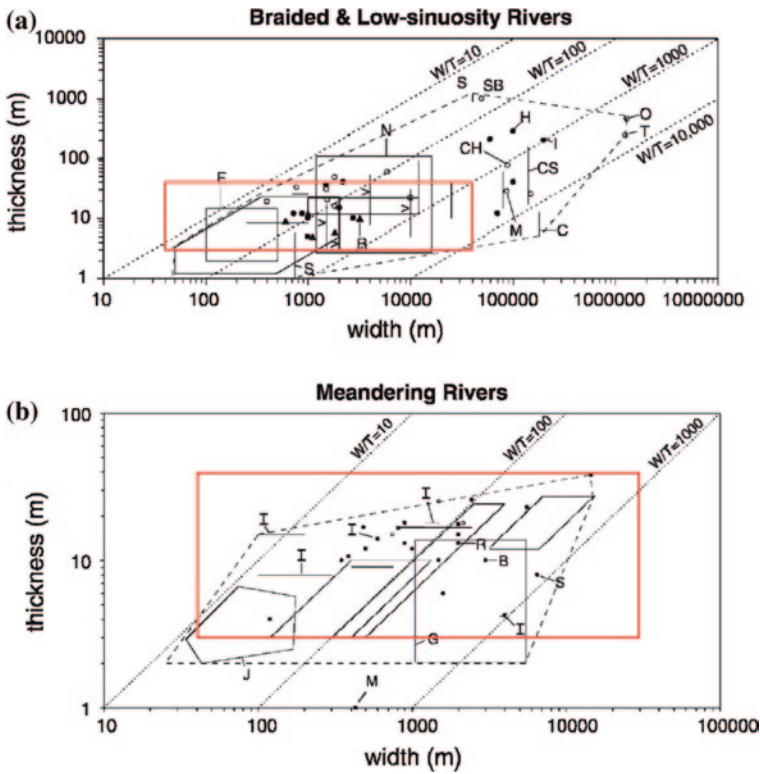 (a)
Braided & Low-sinuosity Rivers
10000
1000
100
10
1
thickness (m)
W/T=10
W/T=100
W/T=1000
W/T=10,000
S
SB
O
T
H
I
N
CH
CS
M
C
R
S
10
100
1000
10000
100000
1000000
10000000
width (m)
(b)
Meandering Rivers
100
10
1
thickness (m)
W/T=10
W/T=100
W/T=1000
I
I
I
I
R
B
S
I
G
J
M
10
100
1000
10000
100000
width (m)